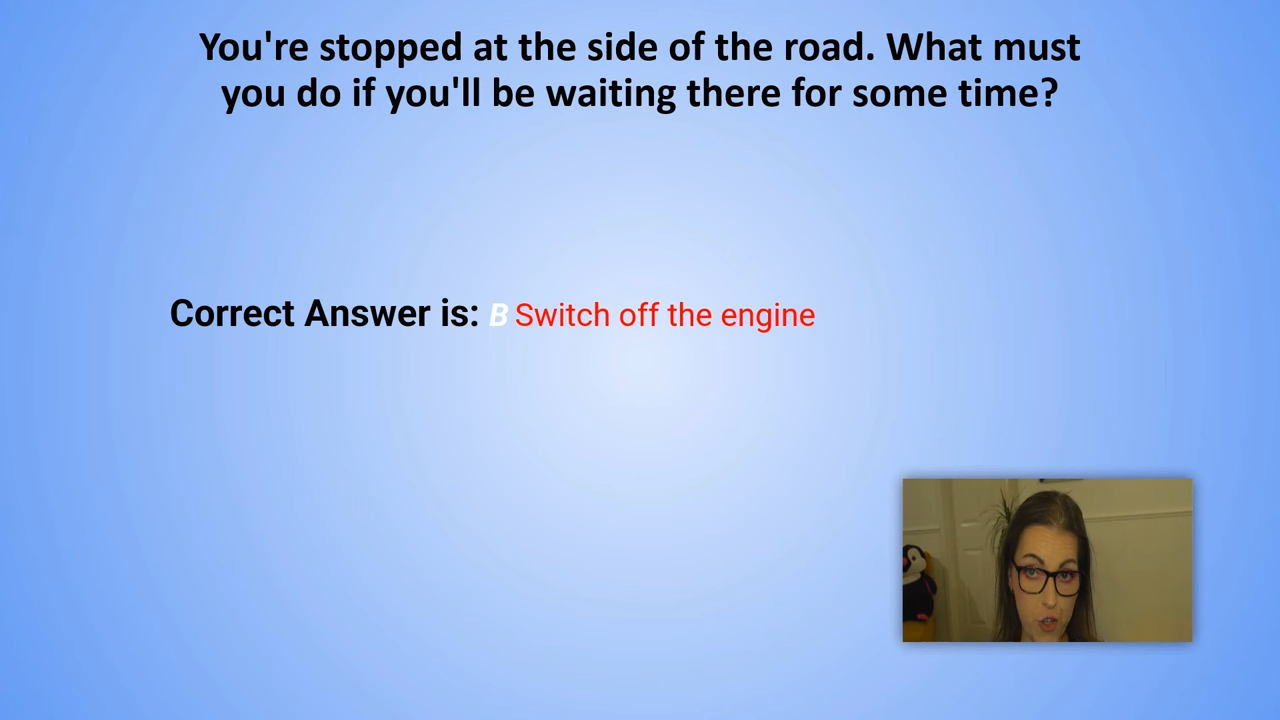 You're stopped at the side of the road. What must
you do if you'll be waiting there for some time?
Correct Answer is: B Switch off the engine